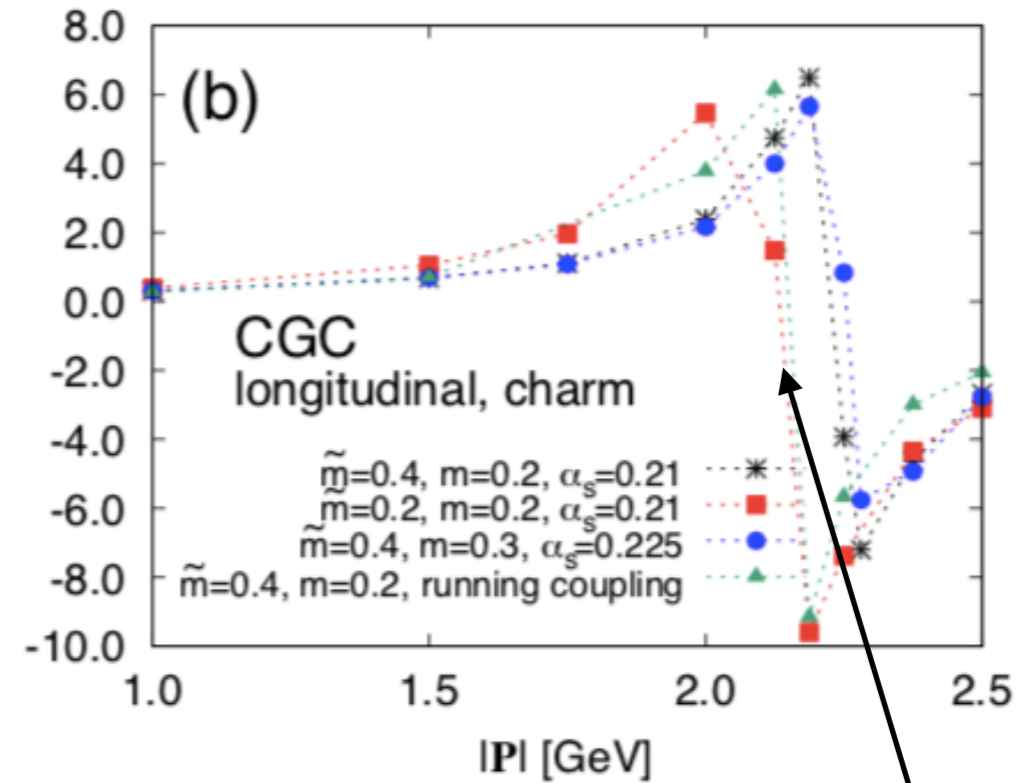 8.0
6.0
4.0
2.0
0.0
-2.0
-4.0
-6.0
-8.0
-10.0
(b)
CGC
longitudinal, charm
m̃=0.4, m=0.2, αₛ=0.21
m̃=0.2, m=0.2, αₛ=0.21
m̃=0.4, m=0.3, αₛ=0.225
m̃=0.4, m=0.2, running coupling
1.0 1.5 2.0 2.5
|P| [GeV]